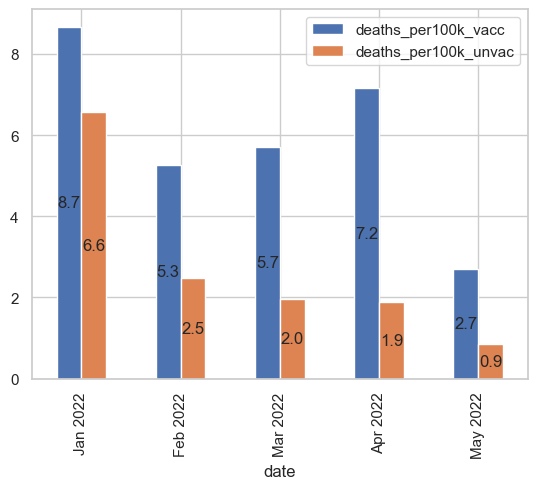 deaths_per100k_vacc
deaths_per100k_unvac
8
6
4
2
0
8.7
6.6
5.3
2.5
5.7
2.0
7.2
1.9
2.7
0.9
Jan 2022
Feb 2022
Mar 2022
Apr 2022
May 2022
date